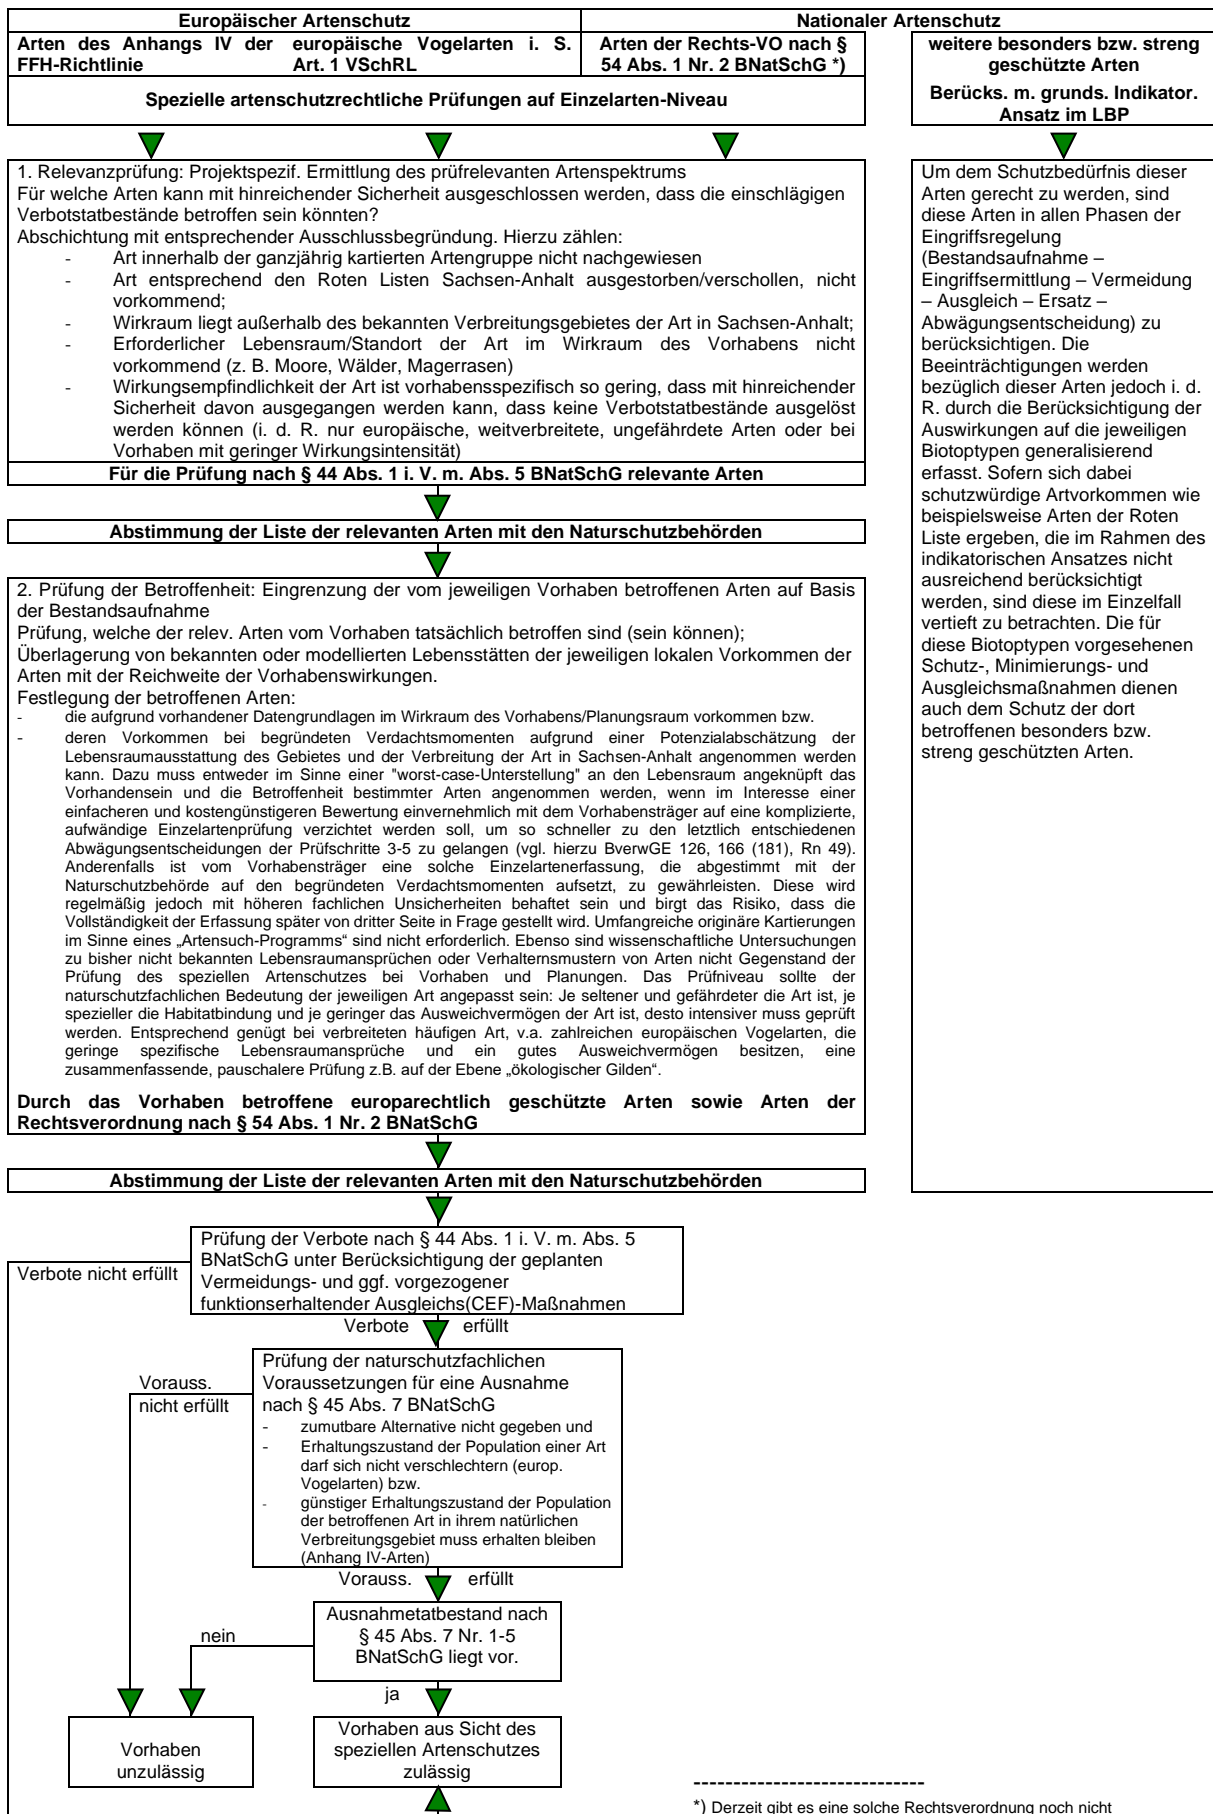 Europäischer Artenschutz
Nationaler Artenschutz
Arten des Anhangs IV der
FFH-Richtlinie
europäische Vogelarten i. S.
Art. 1 VSchRL
Arten der Rechts-VO nach §
54 Abs. 1 Nr. 2 BNatSchG *)
Spezielle artenschutzrechtliche Prüfungen auf Einzelarten-Niveau
weitere besonders bzw. streng
geschützte Arten
Berücks. m. grunds. Indikator.
Ansatz im LBP
1. Relevanzprüfung: Projektspezif. Ermittlung des prüfrelevanten Artenspektrums
Für welche Arten kann mit hinreichender Sicherheit ausgeschlossen werden, dass die einschlägigen
Verbotstatbestände betroffen sein könnten?
Abschichtung mit entsprechender Ausschlussbegründung. Hierzu zählen:
- Art innerhalb der ganzjährig kartierten Artengruppe nicht nachgewiesen
- Art entsprechend den Roten Listen Sachsen-Anhalt ausgestorben/verschollen, nicht
vorkommend;
- Wirkraum liegt außerhalb des bekannten Verbreitungsgebietes der Art in Sachsen-Anhalt;
- Erforderlicher Lebensraum/Standort der Art im Wirkraum des Vorhabens nicht
vorkommend (z. B. Moore, Wälder, Magerrasen)
- Wirkungsempfindlichkeit der Art ist vorhabensspezifisch so gering, dass mit hinreichender
Sicherheit davon ausgegangen werden kann, dass keine Verbotstatbestände ausgelöst
werden können (i. d. R. nur europäische, weitverbreitete, ungefährdete Arten oder bei
Vorhaben mit geringer Wirkungsintensität)
Für die Prüfung nach § 44 Abs. 1 i. V. m. Abs. 5 BNatSchG relevante Arten
Abstimmung der Liste der relevanten Arten mit den Naturschutzbehörden
2. Prüfung der Betroffenheit: Eingrenzung der vom jeweiligen Vorhaben betroffenen Arten auf Basis
der Bestandsaufnahme
Prüfung, welche der relev. Arten vom Vorhaben tatsächlich betroffen sind (sein können);
Überlagerung von bekannten oder modellierten Lebensstätten der jeweiligen lokalen Vorkommen der
Arten mit der Reichweite der Vorhabenswirkungen.
Festlegung der betroffenen Arten:
- die aufgrund vorhandener Datengrundlagen im Wirkraum des Vorhabens/Planungsraum vorkommen bzw.
- deren Vorkommen bei begründeten Verdachtsmomenten aufgrund einer Potenzialabschätzung der
Lebensraumausstattung des Gebietes und der Verbreitung der Art in Sachsen-Anhalt angenommen werden
kann. Dazu muss entweder im Sinne einer "worst-case-Unterstellung" an den Lebensraum angeknüpft das
Vorhandensein und die Betroffenheit bestimmter Arten angenommen werden, wenn im Interesse einer
einfacheren und kostengünstigeren Bewertung einvernehmlich mit dem Vorhabensträger auf eine komplizierte,
aufwändige Einzelartenprüfung verzichtet werden soll, um so schneller zu den letztlich entschiedenen
Abwägungsentscheidungen der Prüfschritte 3-5 zu gelangen (vgl. hierzu BverwGE 126, 166 (181), Rn 49).
Anderenfalls ist vom Vorhabensträger eine solche Einzelartenerfassung, die abgestimmt mit der
Naturschutzbehörde auf den begründeten Verdachtsmomenten aufsetzt, zu gewährleisten. Diese wird
regelmäßig jedoch mit höheren fachlichen Unsicherheiten behaftet sein und birgt das Risiko, dass die
Vollständigkeit der Erfassung später von dritter Seite in Frage gestellt wird. Umfangreiche originäre Kartierungen
im Sinne eines „Artensuch-Programms“ sind nicht erforderlich. Ebenso sind wissenschaftliche Untersuchungen
zu bisher nicht bekannten Lebensraumansprüchen oder Verhalternsmustern von Arten nicht Gegenstand der
Prüfung des speziellen Artenschutzes bei Vorhaben und Planungen. Das Prüfniveau sollte der
naturschutzfachlichen Bedeutung der jeweiligen Art angepasst sein: Je seltener und gefährdeter die Art ist, je
spezieller die Habitatbindung und je geringer das Ausweichvermögen der Art ist, desto intensiver muss geprüft
werden. Entsprechend genügt bei verbreiteten häufigen Art, v.a. zahlreichen europäischen Vogelarten, die
geringe spezifische Lebensraumansprüche und ein gutes Ausweichvermögen besitzen, eine
zusammenfassende, pauschalere Prüfung z.B. auf der Ebene „ökologischer Gilden“.
Durch das Vorhaben betroffene europarechtlich geschützte Arten sowie Arten der
Rechtsverordnung nach § 54 Abs. 1 Nr. 2 BNatSchG
Abstimmung der Liste der relevanten Arten mit den Naturschutzbehörden
Um dem Schutzbedürfnis dieser
Arten gerecht zu werden, sind
diese Arten in allen Phasen der
Eingriffsregelung
(Bestandsaufnahme –
Eingriffsermittlung – Vermeidung
– Ausgleich – Ersatz –
Abwägungsentscheidung) zu
berücksichtigen. Die
Beeinträchtigungen werden
bezüglich dieser Arten jedoch i. d.
R. durch die Berücksichtigung der
Auswirkungen auf die jeweiligen
Biotoptypen generalisierend
erfasst. Sofern sich dabei
schutzwürdige Artvorkommen wie
beispielsweise Arten der Roten
Liste ergeben, die im Rahmen des
indikatorischen Ansatzes nicht
ausreichend berücksichtigt
werden, sind diese im Einzelfall
vertieft zu betrachten. Die für
diese Biotoptypen vorgesehenen
Schutz-, Minimierungs- und
Ausgleichsmaßnahmen dienen
auch dem Schutz der dort
betroffenen besonders bzw.
streng geschützten Arten.
Prüfung der Verbote nach § 44 Abs. 1 i. V. m. Abs. 5
BNatSchG unter Berücksichtigung der geplanten
Vermeidungs- und ggf. vorgezogener
funktionserhaltender Ausgleichs(CEF)-Maßnahmen
Verbote nicht erfüllt
Verbote erfüllt
Prüfung der naturschutzfachlichen
Voraussetzungen für eine Ausnahme
nach § 45 Abs. 7 BNatSchG
- zumutbare Alternative nicht gegeben und
- Erhaltungszustand der Population einer Art
darf sich nicht verschlechtern (europ.
Vogelarten) bzw.
- günstiger Erhaltungszustand der Population
der betroffenen Art in ihrem natürlichen
Verbreitungsgebiet muss erhalten bleiben
(Anhang IV-Arten)
Vorauss.
nicht erfüllt
Vorauss. erfüllt
Ausnahmetatbestand nach
§ 45 Abs. 7 Nr. 1-5
BNatSchG liegt vor.
nein
ja
Vorhaben
unzulässig
Vorhaben aus Sicht des
speziellen Artenschutzes
zulässig
-----------------------------
*) Derzeit gibt es eine solche Rechtsverordnung noch nicht